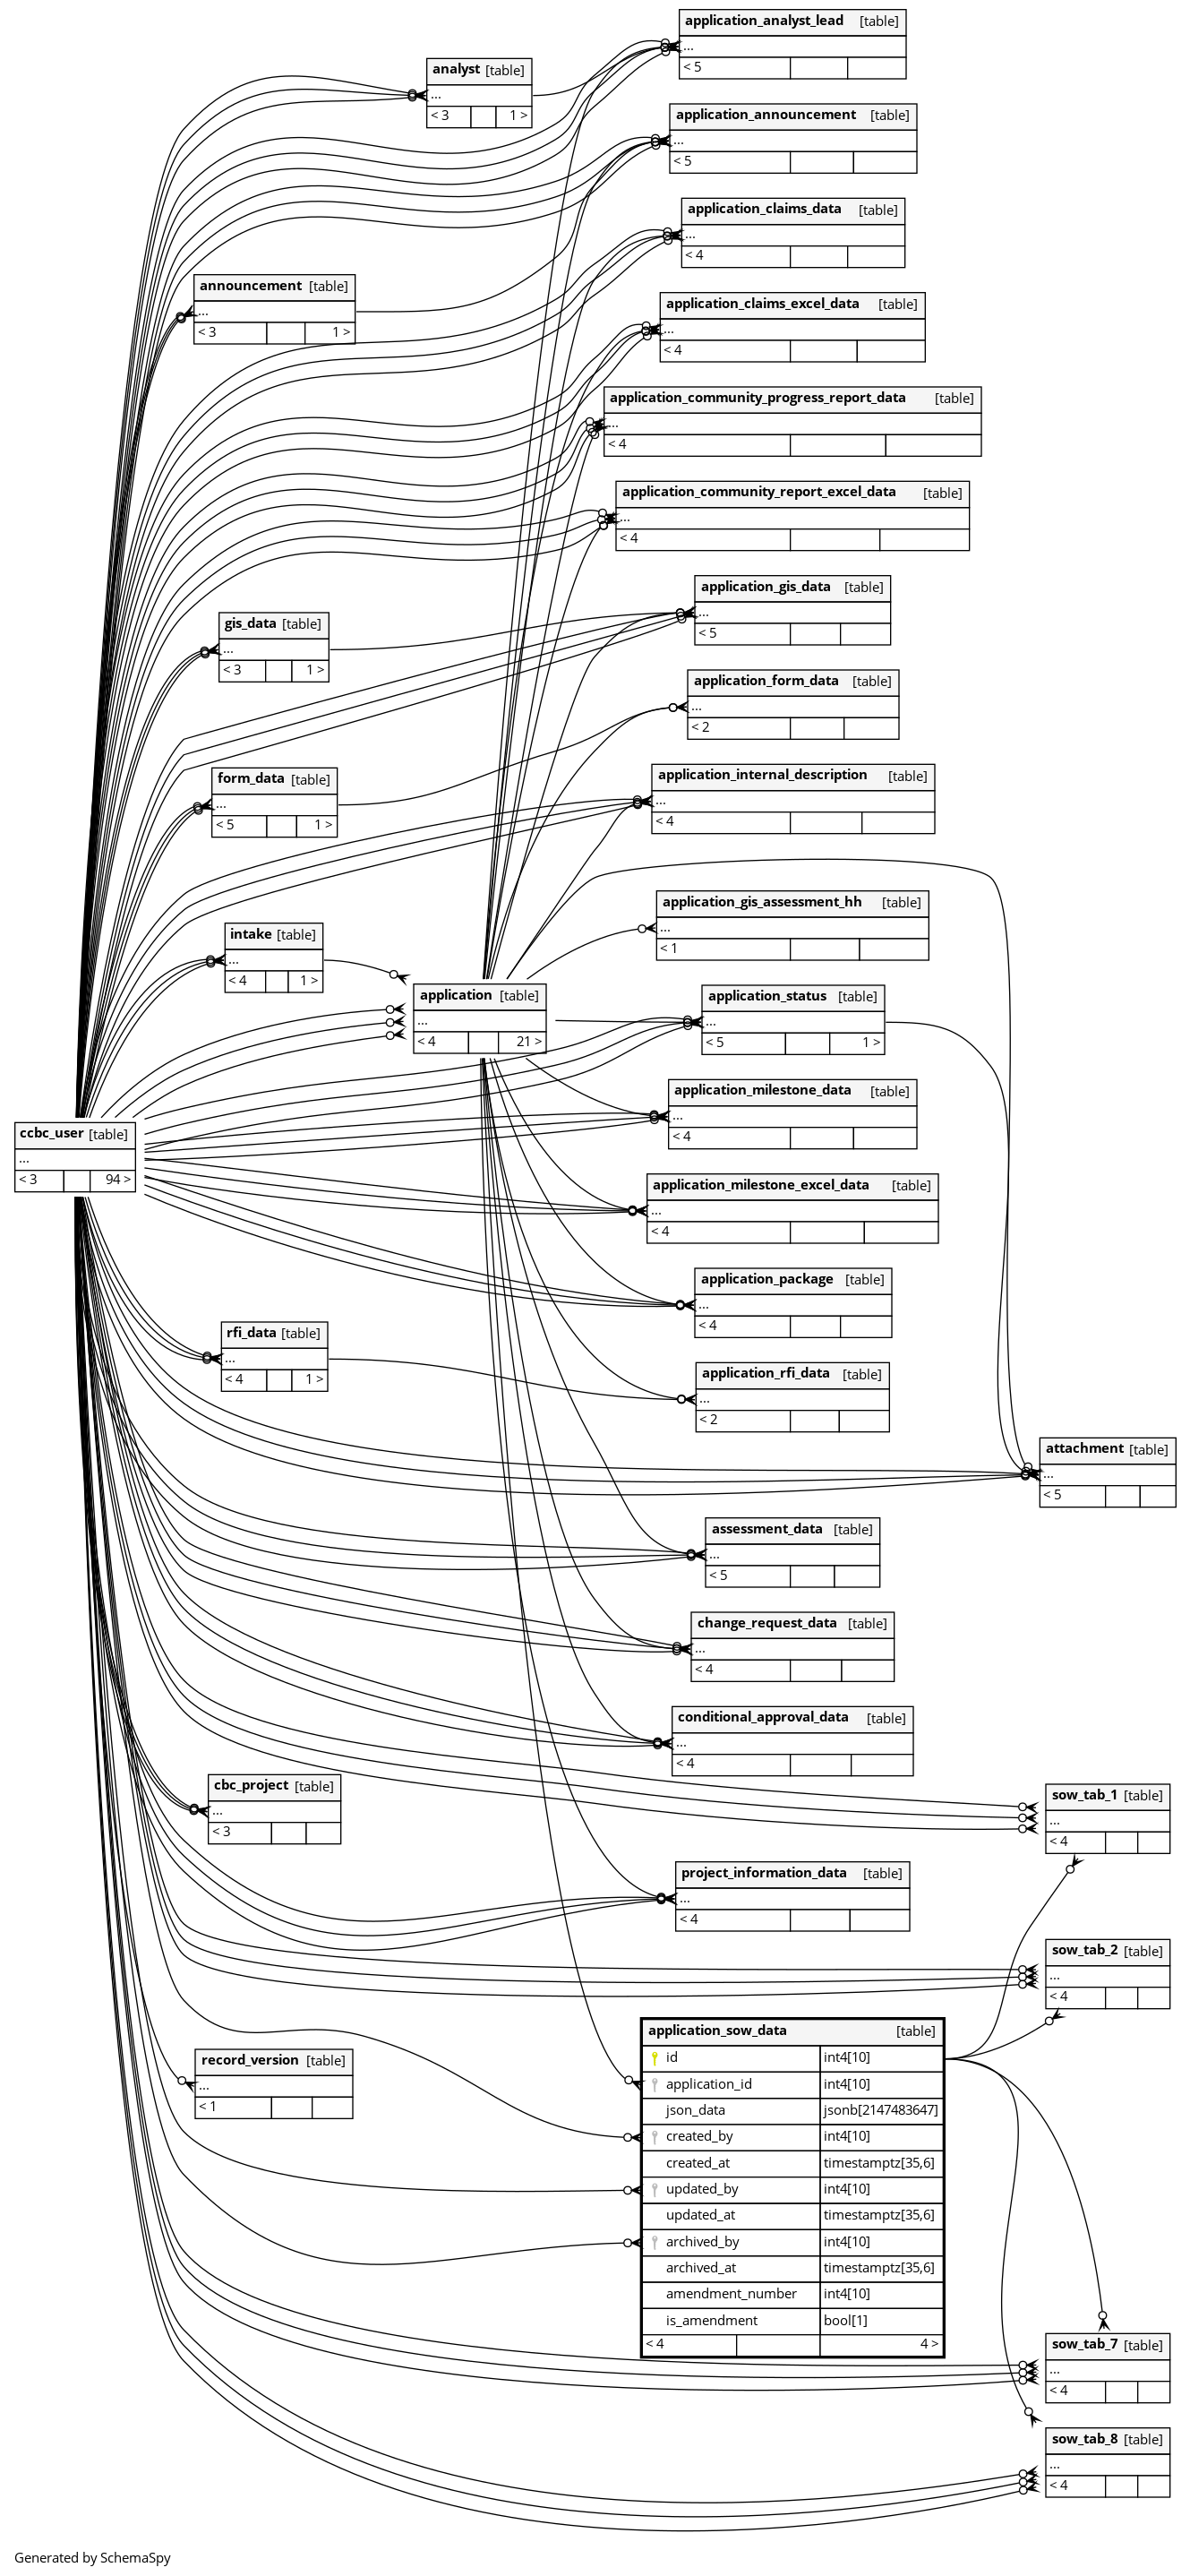 application_analyst_lead [table]
...
< 5
analyst [table]
...
< 3 1 >
application_announcement [table]
...
< 5
application_claims_data [table]
...
< 4
announcement [table]
...
< 3 1 >
application_claims_excel_data [table]
...
< 4
application_community_progress_report_data [table]
...
< 4
application_community_report_excel_data [table]
...
< 4
application_gis_data [table]
...
< 5
gis_data [table]
...
< 3 1 >
application_form_data [table]
...
< 2
form_data [table]
...
< 5 1 >
application_internal_description [table]
...
< 4
application_gis_assessment_hh [table]
...
< 1
intake [table]
...
< 4 1 >
application [table]
...
< 4 21 >
application_status [table]
...
< 5 1 >
application_milestone_data [table]
...
< 4
ccbc_user [table]
...
< 3 94 >
application_milestone_excel_data [table]
...
< 4
application_package [table]
...
< 4
rfi_data [table]
...
< 4 1 >
application_rfi_data [table]
...
< 2
attachment [table]
...
< 5
assessment_data [table]
...
< 5
change_request_data [table]
...
< 4
conditional_approval_data [table]
...
< 4
cbc_project [table]
...
< 3
sow_tab_1 [table]
...
< 4
project_information_data [table]
...
< 4
sow_tab_2 [table]
...
< 4
record_version [table]
...
< 1
application_sow_data [table]
id int4[10]
application_id int4[10]
json_data jsonb[2147483647]
created_by int4[10]
created_at timestamptz[35,6]
updated_by int4[10]
updated_at timestamptz[35,6]
archived_by int4[10]
archived_at timestamptz[35,6]
amendment_number int4[10]
is_amendment bool[1]
< 4 4 >
sow_tab_7 [table]
...
< 4
sow_tab_8 [table]
...
< 4
Generated by SchemaSpy